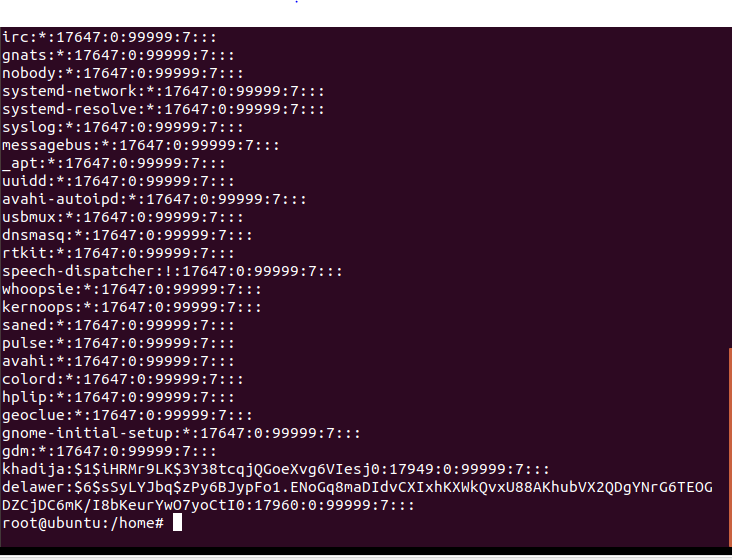 irc:*:17647:0:99999:7:::
gnats:*:17647:0:99999:7:::
nobody:*:17647:0:99999:7:::
systemd-network:*:17647:0:99999:7:::
systemd-resolve:*:17647:0:99999:7:::
syslog:*:17647:0:99999:7:::
messagebus:*:17647:0:99999:7:::
_apt:*:17647:0:99999:7:::
uuidd:*:17647:0:99999:7:::
avahi-autoipd:*:17647:0:99999:7:::
usbmux:*:17647:0:99999:7:::
dnsmasq:*:17647:0:99999:7:::
rtkit:*:17647:0:99999:7:::
speech-dispatcher:!:17647:0:99999:7:::
whoopsie:*:17647:0:99999:7:::
kernoops:*:17647:0:99999:7:::
saned:*:17647:0:99999:7:::
pulse:*:17647:0:99999:7:::
avahi:*:17647:0:99999:7:::
colord:*:17647:0:99999:7:::
hplip:*:17647:0:99999:7:::
geoclue:*:17647:0:99999:7:::
gnome-initial-setup:*:17647:0:99999:7:::
gdm:*:17647:0:99999:7:::
khadija:$1$iHRMr9LK$3Y38tcqjQGoeXvg6VIesj0:17949:0:99999:7:::
delawer:$6$sSyLYJbq$zPy6BJypFo1.ENoGq8maDIdvCXIxhKXWkQvxU88AKhubVX2QDgYNrG6TEOG
DZCjDC6mK/I8bKeurYwO7yoCtI0:17960:0:99999:7:::
root@ubuntu:/home#